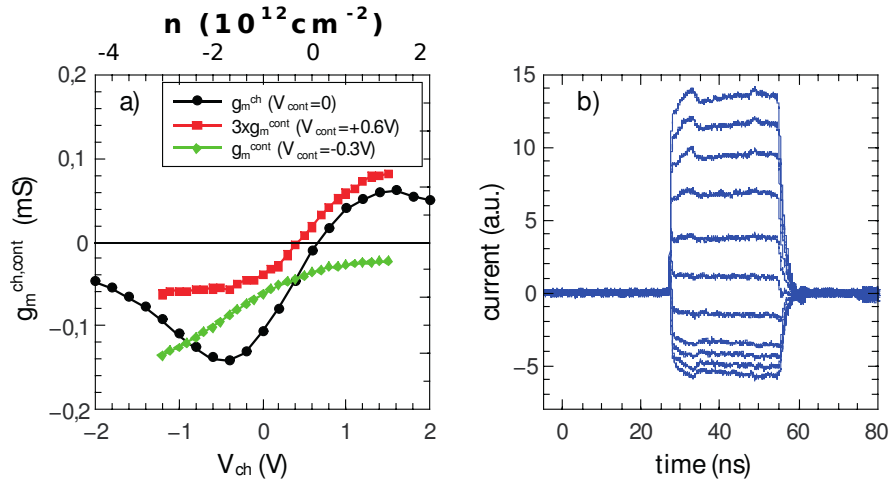 n (10¹²cm⁻²)
-4 -2 0 2
0,2
0,1
0
−0,1
−0,2
g_m^ch,cont (mS)
a)
g_m^ch (V_cont=0)
3xg_m^cont (V_cont=+0.6V)
g_m^cont (V_cont=-0.3V)
−2 −1 0 1 2
V_ch (V)
15
10
5
0
−5
current (a.u.)
b)
0 20 40 60 80
time (ns)